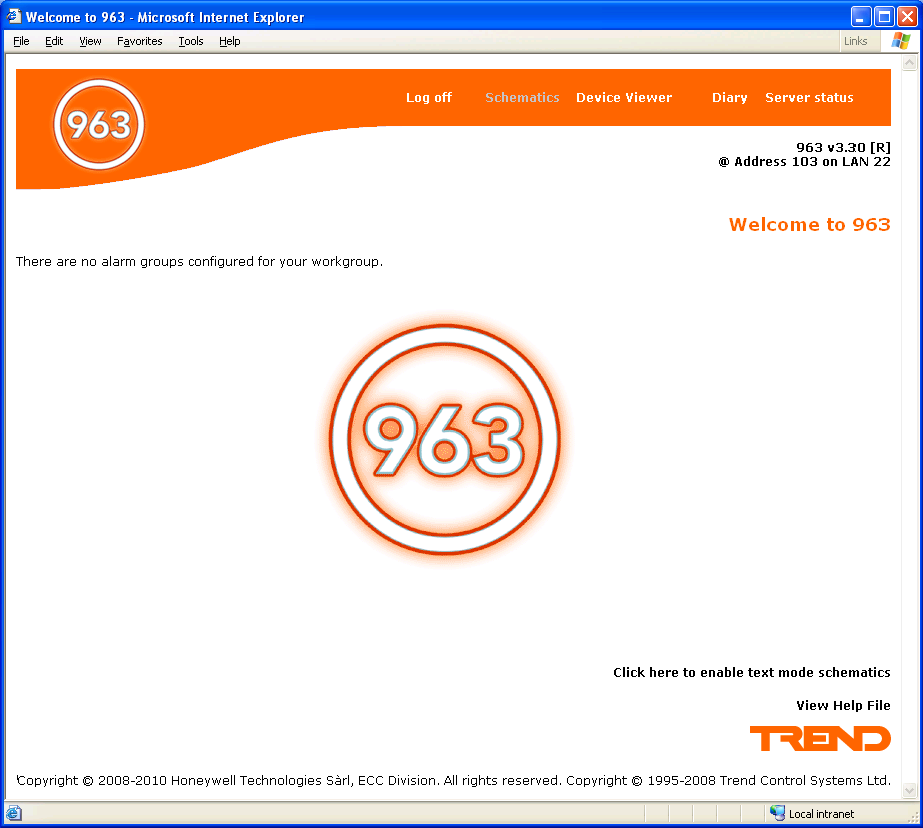 Welcome to 963 - Microsoft Internet Explorer
File Edit View Favorites Tools Help Links
963
Log off Schematics Device Viewer Diary Server status
963 v3.30 [R]
@ Address 103 on LAN 22
Welcome to 963
There are no alarm groups configured for your workgroup.
963
Click here to enable text mode schematics
View Help File
TREND
Copyright © 2008-2010 Honeywell Technologies Sàrl, ECC Division. All rights reserved. Copyright © 1995-2008 Trend Control Systems Ltd.
Local intranet